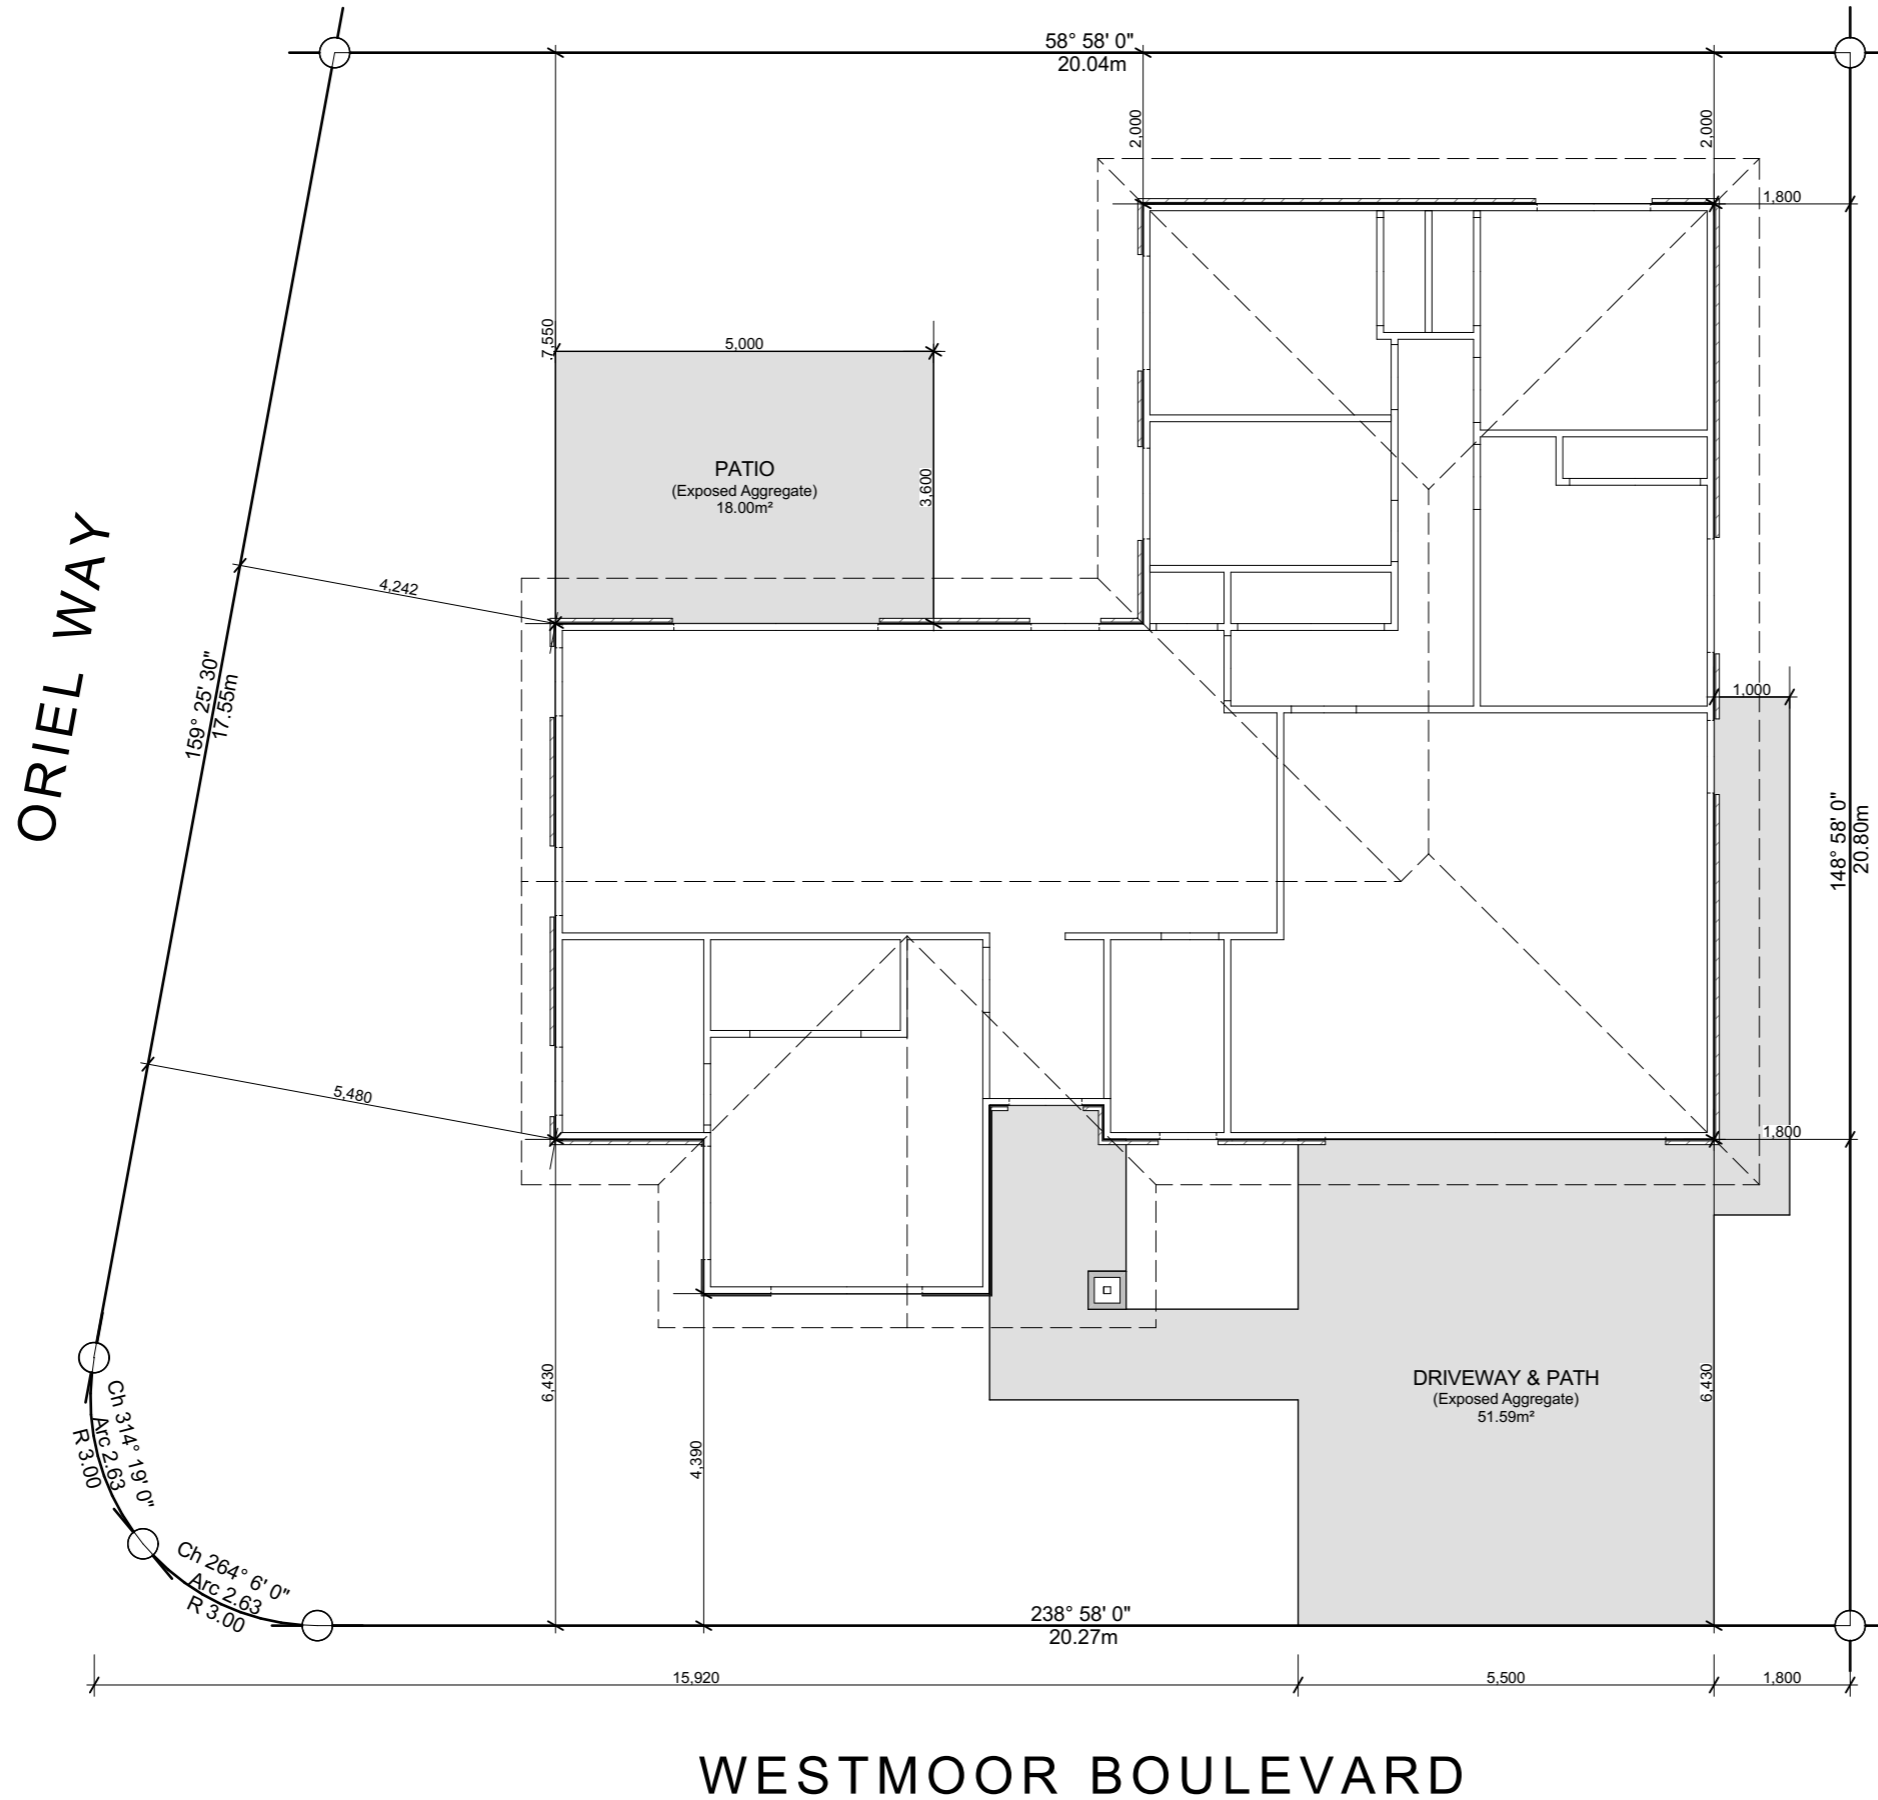 58° 58' 0"
20.04m
2,000
2,000
1,800
7,550
5,000
PATIO
(Exposed Aggregate)
18.00m²
3,600
4,242
ORIEL WAY
159° 25' 30"
17.55m
1,000
148° 58' 0"
20.80m
5,480
1,800
6,430
4,390
6,430
DRIVEWAY & PATH
(Exposed Aggregate)
51.59m²
Ch 314° 19' 0"
Arc 2.63
R 3.00
Ch 264° 6' 0"
Arc 2.63
R 3.00
238° 58' 0"
20.27m
15,920
5,500
1,800
WESTMOOR BOULEVARD